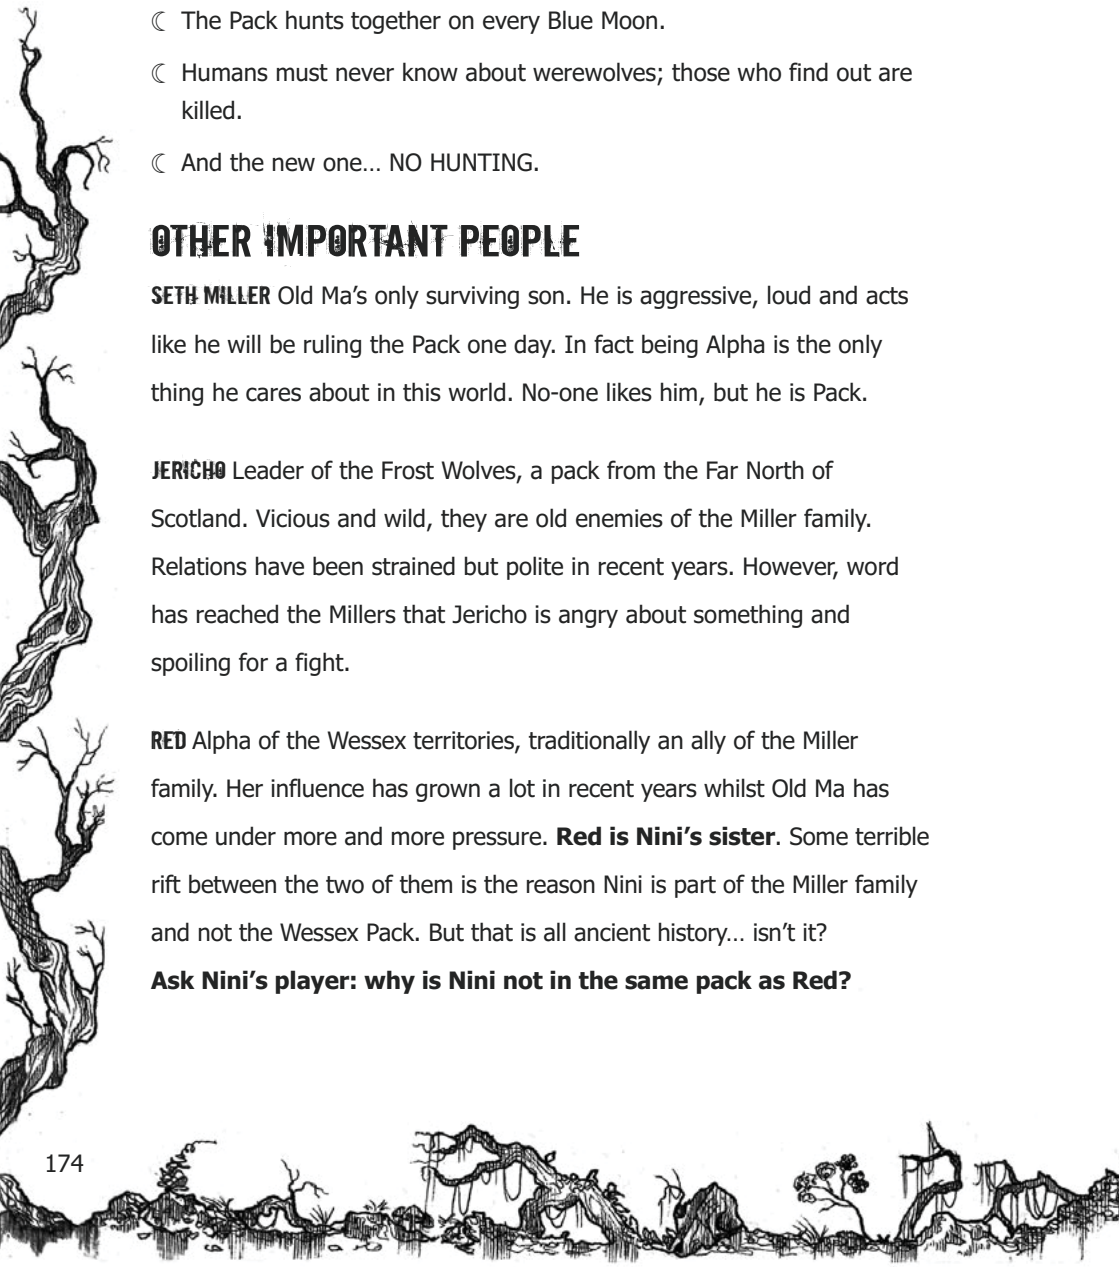 ☾ The Pack hunts together on every Blue Moon.
☾ Humans must never know about werewolves; those who find out are
killed.
☾ And the new one… NO HUNTING.
OTHER IMPORTANT PEOPLE
SETH MILLER Old Ma’s only surviving son. He is aggressive, loud and acts
like he will be ruling the Pack one day. In fact being Alpha is the only
thing he cares about in this world. No-one likes him, but he is Pack.
JERICHO Leader of the Frost Wolves, a pack from the Far North of
Scotland. Vicious and wild, they are old enemies of the Miller family.
Relations have been strained but polite in recent years. However, word
has reached the Millers that Jericho is angry about something and
spoiling for a fight.
RED Alpha of the Wessex territories, traditionally an ally of the Miller
family. Her influence has grown a lot in recent years whilst Old Ma has
come under more and more pressure. Red is Nini’s sister. Some terrible
rift between the two of them is the reason Nini is part of the Miller family
and not the Wessex Pack. But that is all ancient history… isn’t it?
Ask Nini’s player: why is Nini not in the same pack as Red?
174